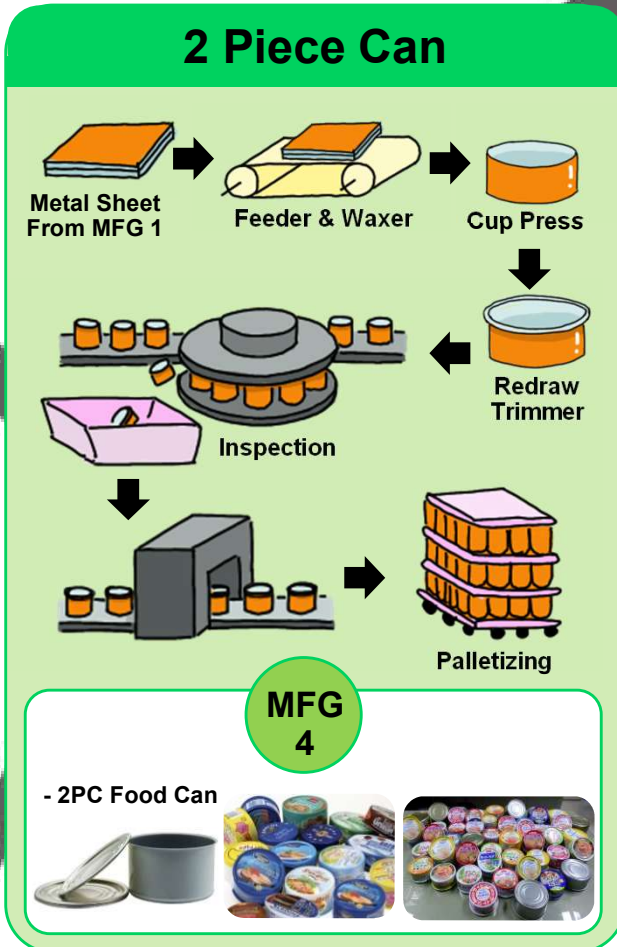 2 Piece Can
Metal Sheet
From MFG 1
Feeder & Waxer
Cup Press
Redraw
Trimmer
Inspection
Palletizing
MFG
4
- 2PC Food Can